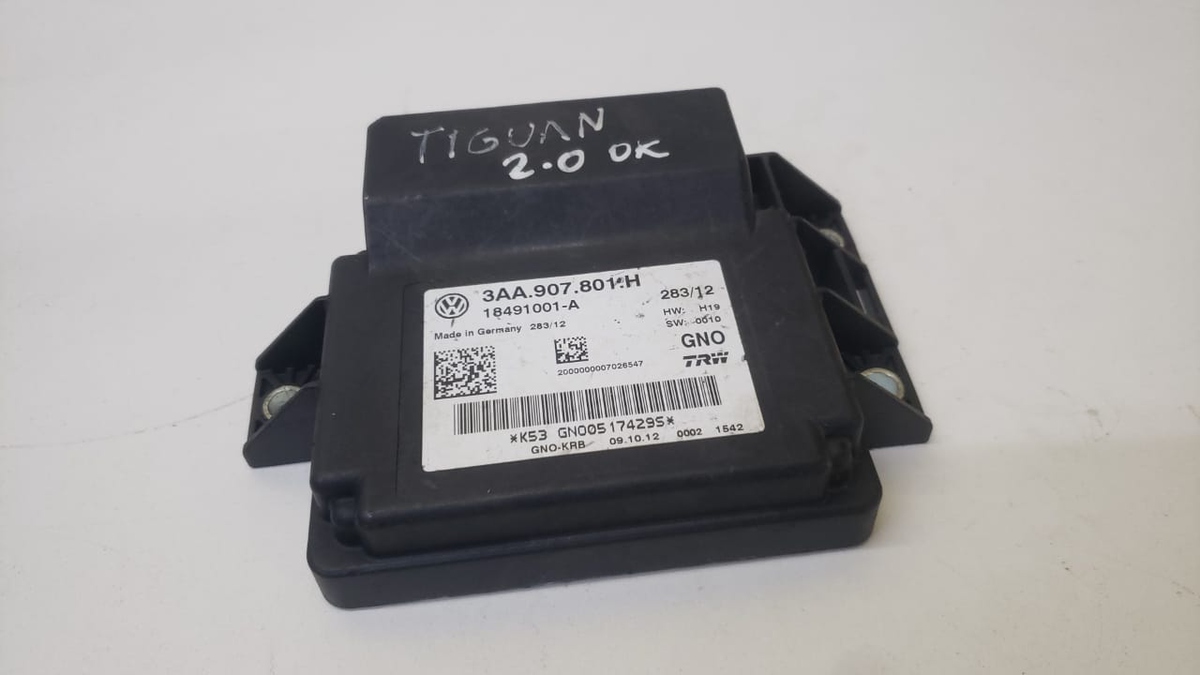 TIGUAN
2.0 OK
3AA.907.801.H
283/12
18491001-A
HW: H19
Made in Germany 283/12
SW: 0010
GNO
TRW
2000000007026547
*K53 GNO05174295*
GNO-KRB 09.10.12 0002 1542